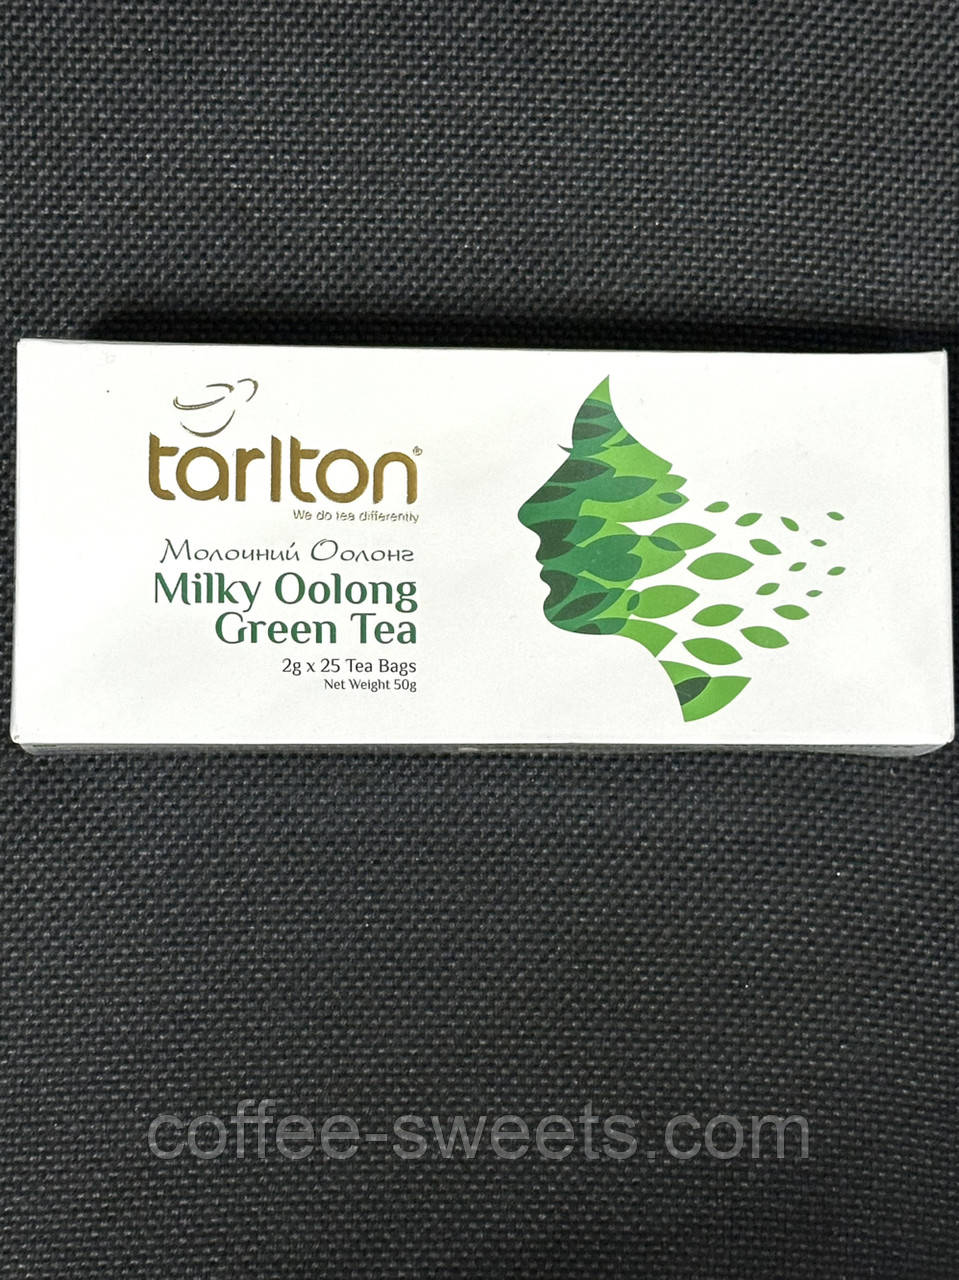 tarlton®
We do tea differently
Молочний Оолонг
Milky Oolong
Green Tea
2g x 25 Tea Bags
Net Weight 50g
coffee-sweets.com